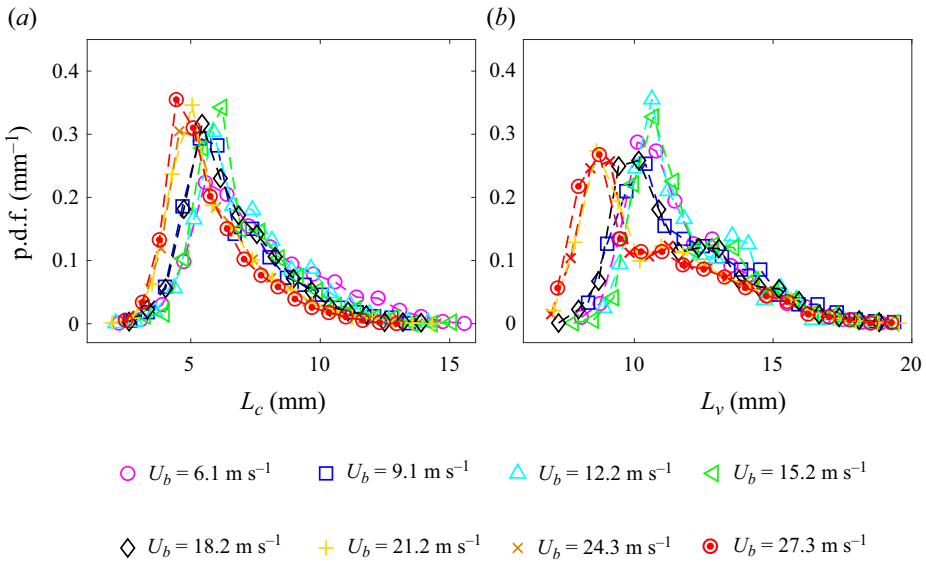 (a) (b)
0.4 0.4
0.3 0.3
0.2 0.2
0.1 0.1
0 0
p.d.f. (mm⁻¹)
5 10 15 10 15 20
L_c (mm) L_v (mm)
U_b = 6.1 m s⁻¹ U_b = 9.1 m s⁻¹ U_b = 12.2 m s⁻¹ U_b = 15.2 m s⁻¹
U_b = 18.2 m s⁻¹ U_b = 21.2 m s⁻¹ U_b = 24.3 m s⁻¹ U_b = 27.3 m s⁻¹